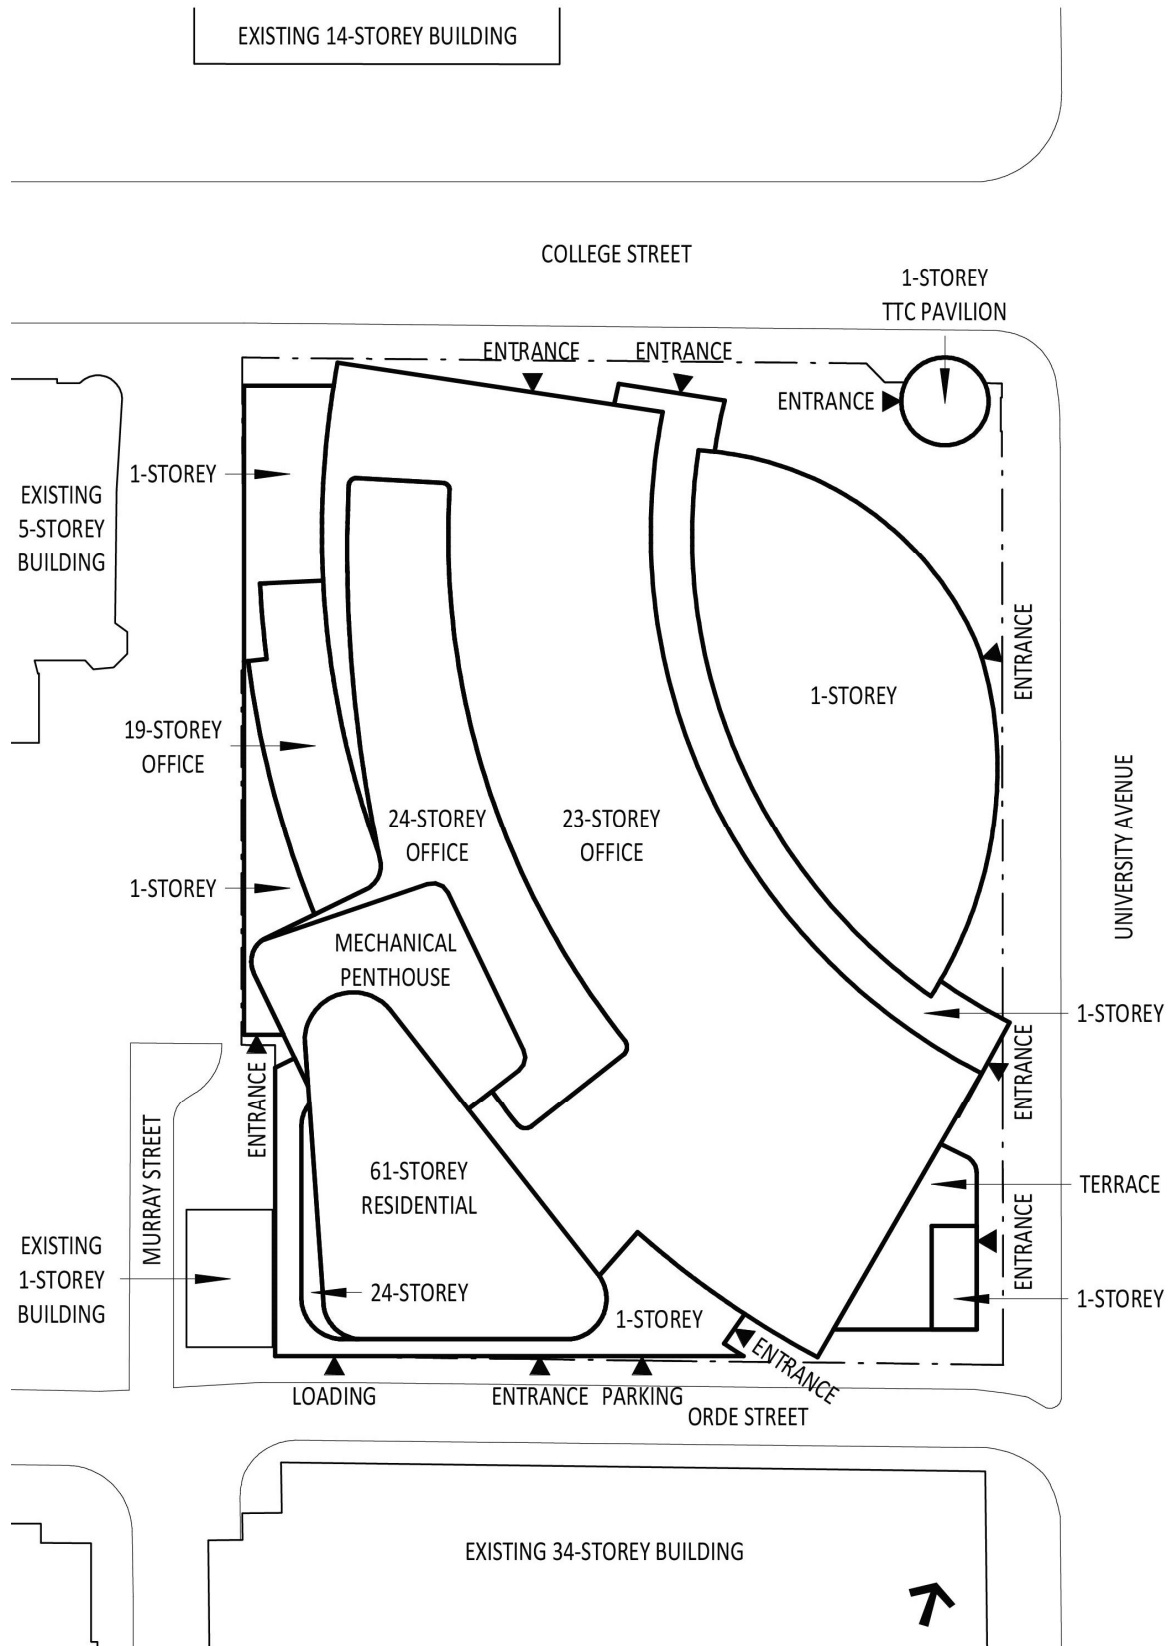 EXISTING 14-STOREY BUILDING
COLLEGE STREET
1-STOREY
TTC PAVILION
ENTRANCE
ENTRANCE
ENTRANCE
1-STOREY
EXISTING
5-STOREY
BUILDING
ENTRANCE
1-STOREY
19-STOREY
OFFICE
24-STOREY
OFFICE
23-STOREY
OFFICE
UNIVERSITY AVENUE
1-STOREY
MECHANICAL
PENTHOUSE
1-STOREY
ENTRANCE
ENTRANCE
MURRAY STREET
61-STOREY
RESIDENTIAL
TERRACE
ENTRANCE
EXISTING
1-STOREY
BUILDING
24-STOREY
1-STOREY
1-STOREY
ENTRANCE
LOADING
ENTRANCE
PARKING
ORDE STREET
EXISTING 34-STOREY BUILDING